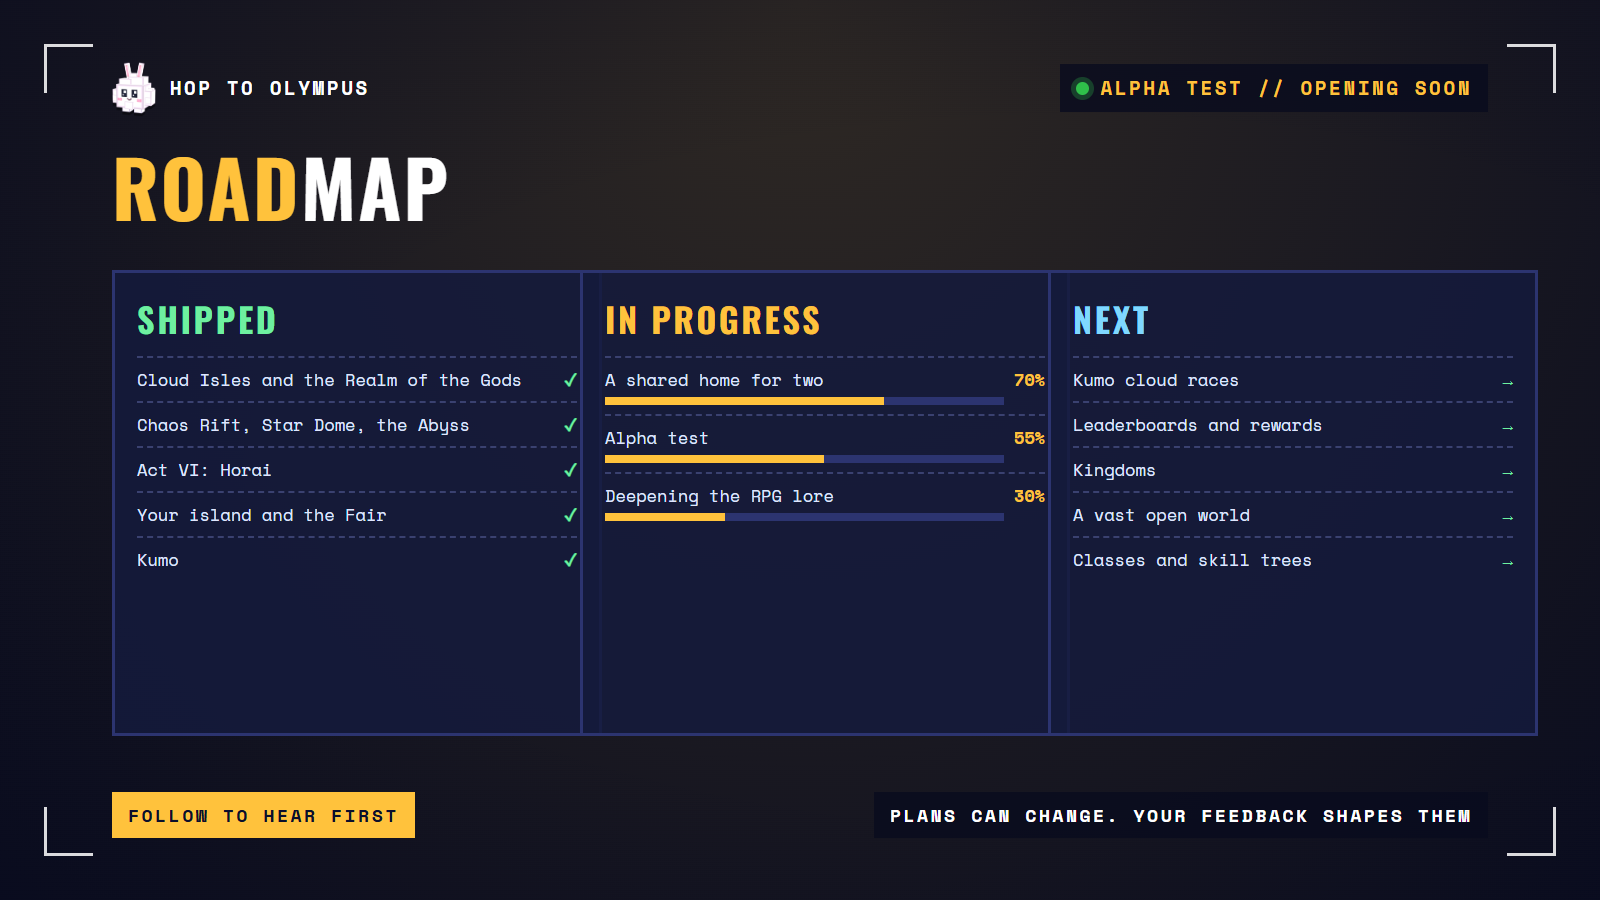 HOP TO OLYMPUS
ALPHA TEST // OPENING SOON
ROADMAP
SHIPPED
Cloud Isles and the Realm of the Gods ✓
Chaos Rift, Star Dome, the Abyss ✓
Act VI: Horai ✓
Your island and the Fair ✓
Kumo ✓
IN PROGRESS
A shared home for two 70%
Alpha test 55%
Deepening the RPG lore 30%
NEXT
Kumo cloud races →
Leaderboards and rewards →
Kingdoms →
A vast open world →
Classes and skill trees →
FOLLOW TO HEAR FIRST
PLANS CAN CHANGE. YOUR FEEDBACK SHAPES THEM